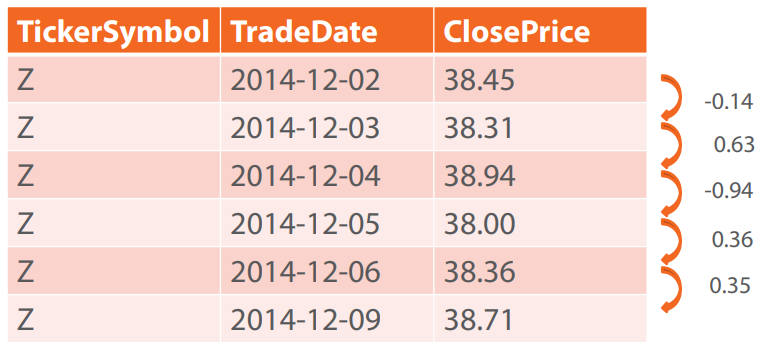 TickerSymbol TradeDate ClosePrice
Z 2014-12-02 38.45
-0.14
Z 2014-12-03 38.31
0.63
Z 2014-12-04 38.94
-0.94
Z 2014-12-05 38.00
0.36
Z 2014-12-06 38.36
0.35
Z 2014-12-09 38.71